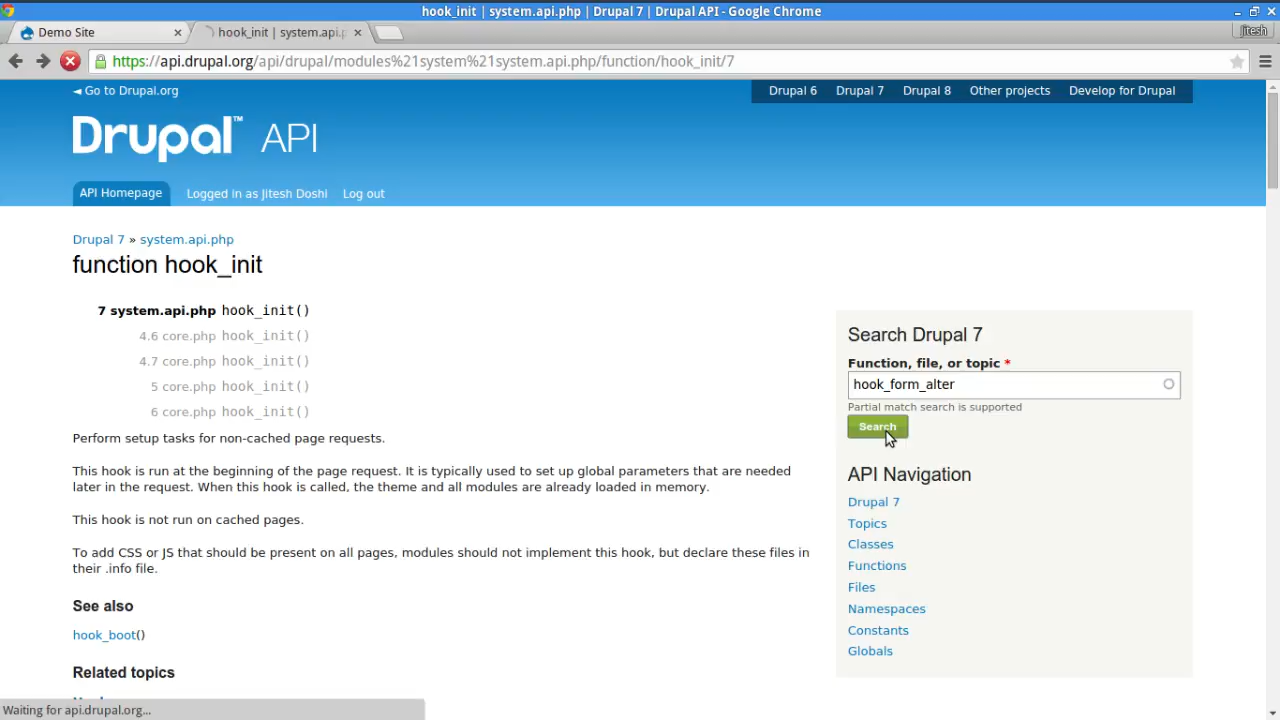 hook_init | system.api.php | Drupal 7 | Drupal API - Google Chrome
Demo Site
hook_init | system.api.p
Jitesh
https://api.drupal.org/api/drupal/modules%21system%21system.api.php/function/hook_init/7
◄ Go to Drupal.org
Drupal 6
Drupal 7
Drupal 8
Other projects
Develop for Drupal
Drupal™ API
API Homepage
Logged in as Jitesh Doshi
Log out
Drupal 7 » system.api.php
function hook_init
7 system.api.php hook_init()
4.6 core.php hook_init()
4.7 core.php hook_init()
5 core.php hook_init()
6 core.php hook_init()
Perform setup tasks for non-cached page requests.
This hook is run at the beginning of the page request. It is typically used to set up global parameters that are needed
later in the request. When this hook is called, the theme and all modules are already loaded in memory.
This hook is not run on cached pages.
To add CSS or JS that should be present on all pages, modules should not implement this hook, but declare these files in
their .info file.
See also
hook_boot()
Related topics
Search Drupal 7
Function, file, or topic *
hook_form_alter
Partial match search is supported
Search
API Navigation
Drupal 7
Topics
Classes
Functions
Files
Namespaces
Constants
Globals
Waiting for api.drupal.org...